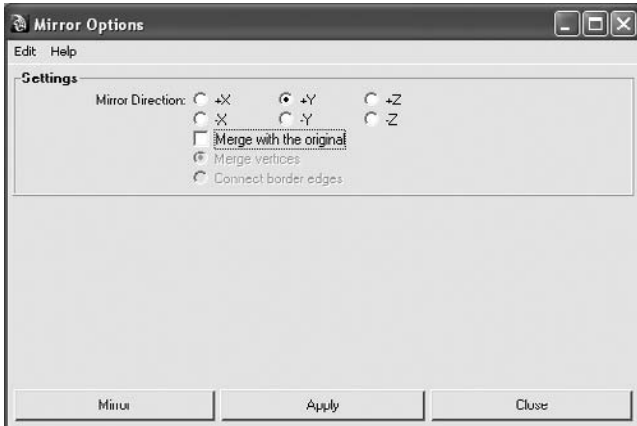 Mirror Options
Edit Help
Settings
Mirror Direction: +X +Y +Z
-X -Y -Z
Merge with the original
Merge vertices
Connect border edges
Mirror Apply Close